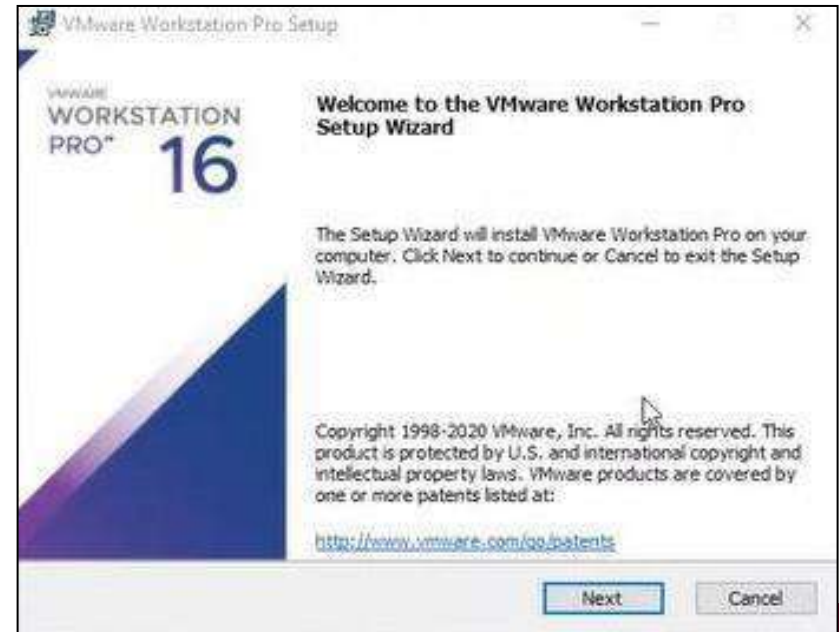 VMware Workstation Pro Setup
VMWARE
WORKSTATION
PRO™
16
Welcome to the VMware Workstation Pro
Setup Wizard
The Setup Wizard will install VMware Workstation Pro on your
computer. Click Next to continue or Cancel to exit the Setup
Wizard.
Copyright 1998-2020 VMware, Inc. All rights reserved. This
product is protected by U.S. and international copyright and
intellectual property laws. VMware products are covered by
one or more patents listed at:
http://www.vmware.com/go/patents
Next
Cancel